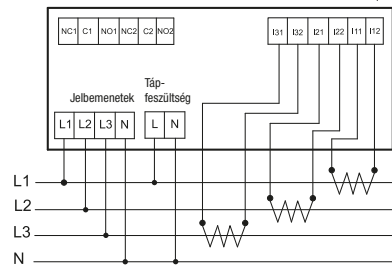 NC1 C1 NO1 NC2 C2 NO2
I31 I32 I21 I22 I11 I12
Táp-
Jelbemenetek feszültség
L1 L2 L3 N L N
L1
L2
L3
N